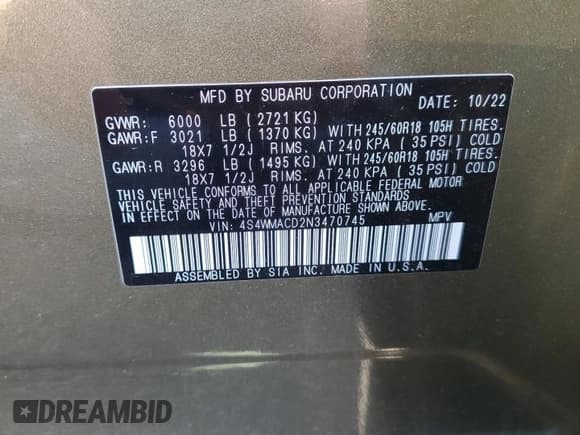 MFD BY SUBARU CORPORATION
DATE: 10/22
GVWR: 6000 LB ( 2721 KG)
GAWR:F 3021 LB ( 1370 KG) WITH 245/60R18 105H TIRES.
18X7 1/2J RIMS. AT 240 KPA ( 35 PSI) COLD
GAWR:R 3296 LB ( 1495 KG) WITH 245/60R18 105H TIRES.
18X7 1/2J RIMS. AT 240 KPA ( 35 PSI) COLD
THIS VEHICLE CONFORMS TO ALL APPLICABLE FEDERAL MOTOR
VEHICLE SAFETY AND THEFT PREVENTION STANDARDS
IN EFFECT ON THE DATE OF MANUFACTURE SHOWN ABOVE.
VIN: 4S4WMACD2N3470745 MPV
ASSEMBLED BY SIA INC. MADE IN U.S.A.
DREAMBID